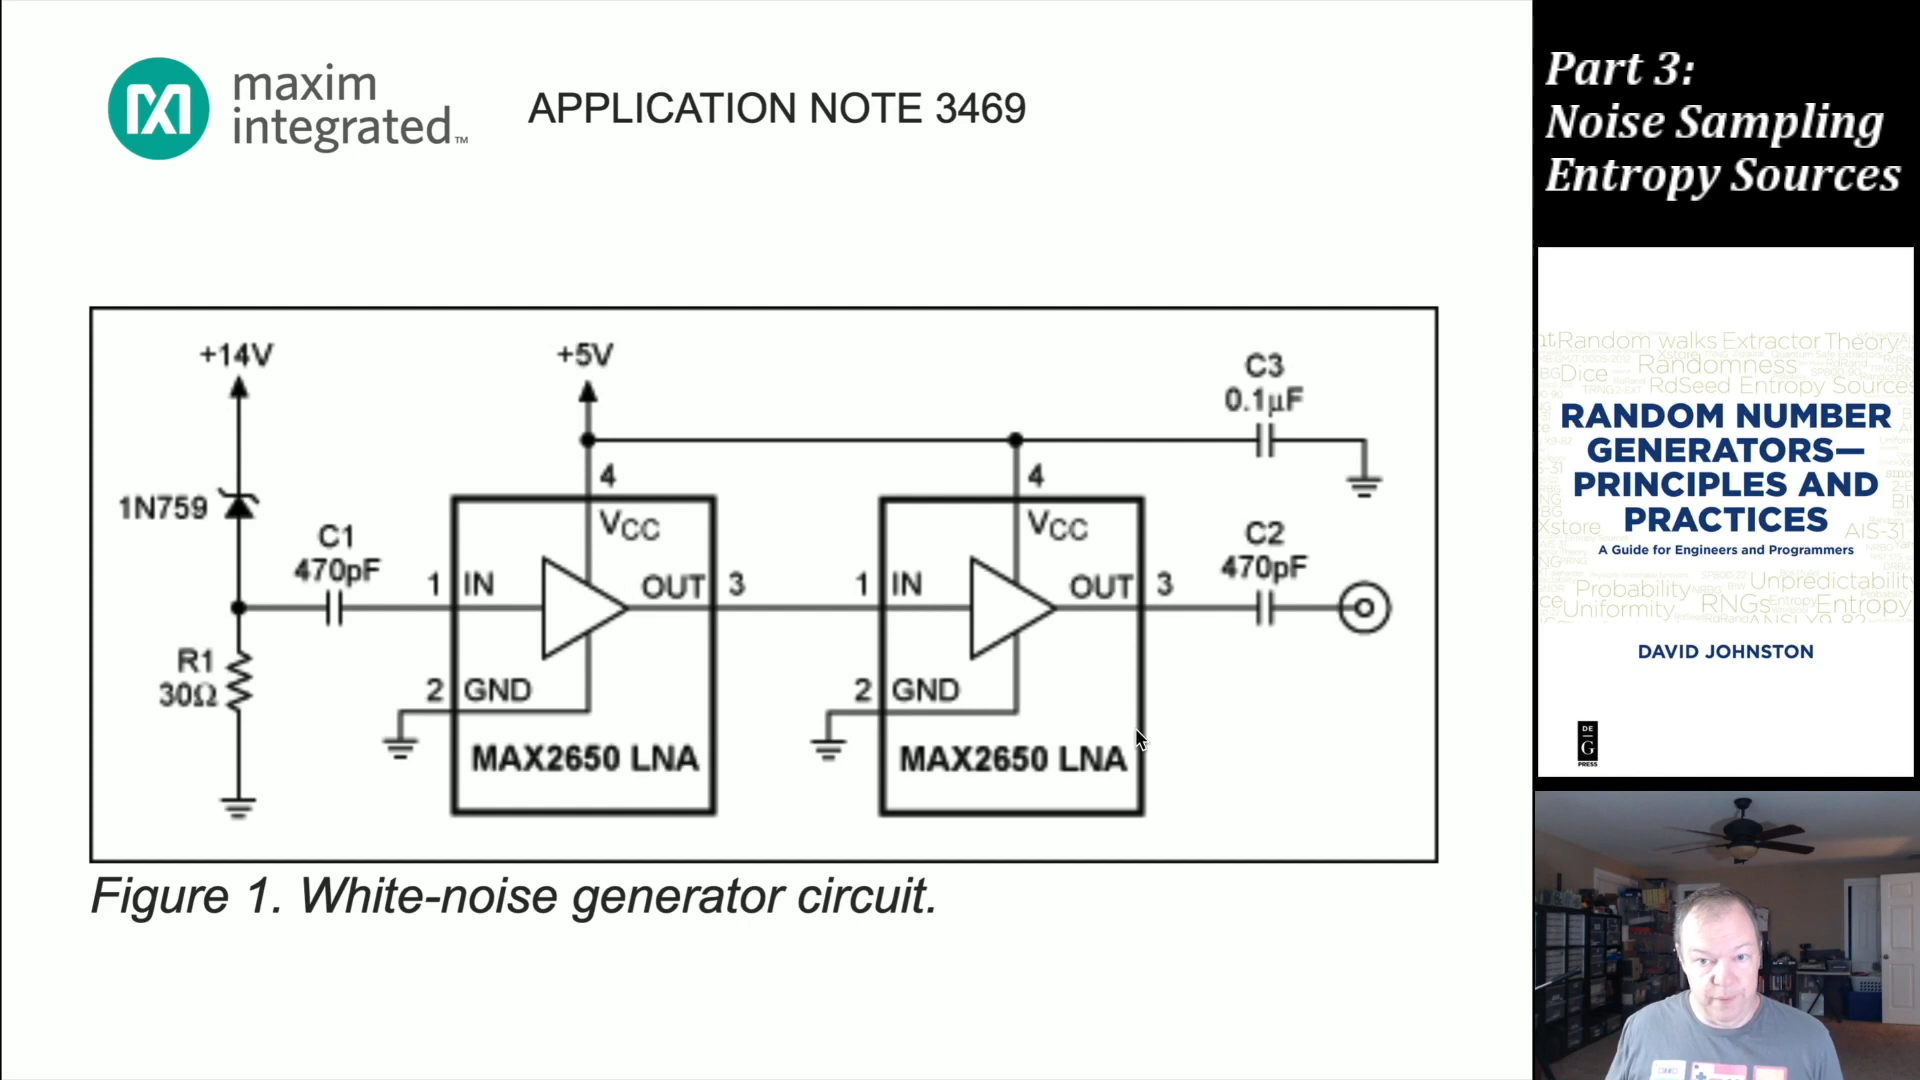 maxim
integrated™
APPLICATION NOTE 3469
+14V
+5V
C3
0.1µF
4
4
1N759
C1
470pF
VCC
VCC
C2
470pF
1 IN
OUT 3
1 IN
OUT 3
R1
30Ω
2 GND
2 GND
MAX2650 LNA
MAX2650 LNA
Figure 1. White-noise generator circuit.
Part 3:
Noise Sampling
Entropy Sources
Random walks Extractor Theory
Randomness
Dice
RdSeed Entropy Sources
RANDOM NUMBER
GENERATORS—
PRINCIPLES AND
PRACTICES
Xstore
AIS-31
A Guide for Engineers and Programmers
Probability
Unpredictability
Uniformity
RNGs
Entropy
DAVID JOHNSTON
DE
G
PRESS